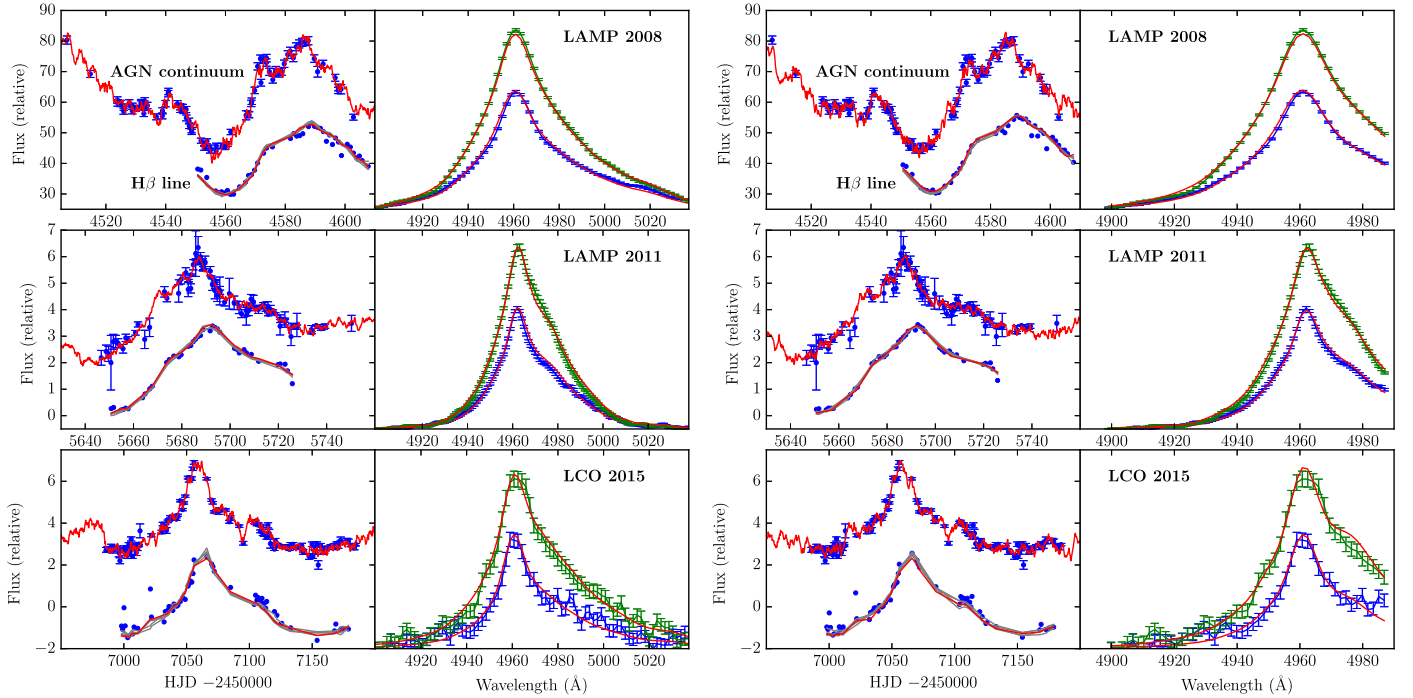 90
80
70
60
50
40
30
Flux (relative)
AGN continuum
Hβ line
4520 4540 4560 4580 4600
LAMP 2008
4920 4940 4960 4980 5000 5020
7
6
5
4
3
2
1
0
Flux (relative)
5640 5660 5680 5700 5720 5740
LAMP 2011
4920 4940 4960 4980 5000 5020
6
4
2
0
−2
Flux (relative)
7000 7050 7100 7150
HJD −2450000
LCO 2015
4920 4940 4960 4980 5000 5020
Wavelength (Å)
90
80
70
60
50
40
30
Flux (relative)
AGN continuum
Hβ line
4520 4540 4560 4580 4600
LAMP 2008
4900 4920 4940 4960 4980
7
6
5
4
3
2
1
0
Flux (relative)
5640 5660 5680 5700 5720 5740
LAMP 2011
4900 4920 4940 4960 4980
6
4
2
0
−2
Flux (relative)
7000 7050 7100 7150
HJD −2450000
LCO 2015
4900 4920 4940 4960 4980
Wavelength (Å)